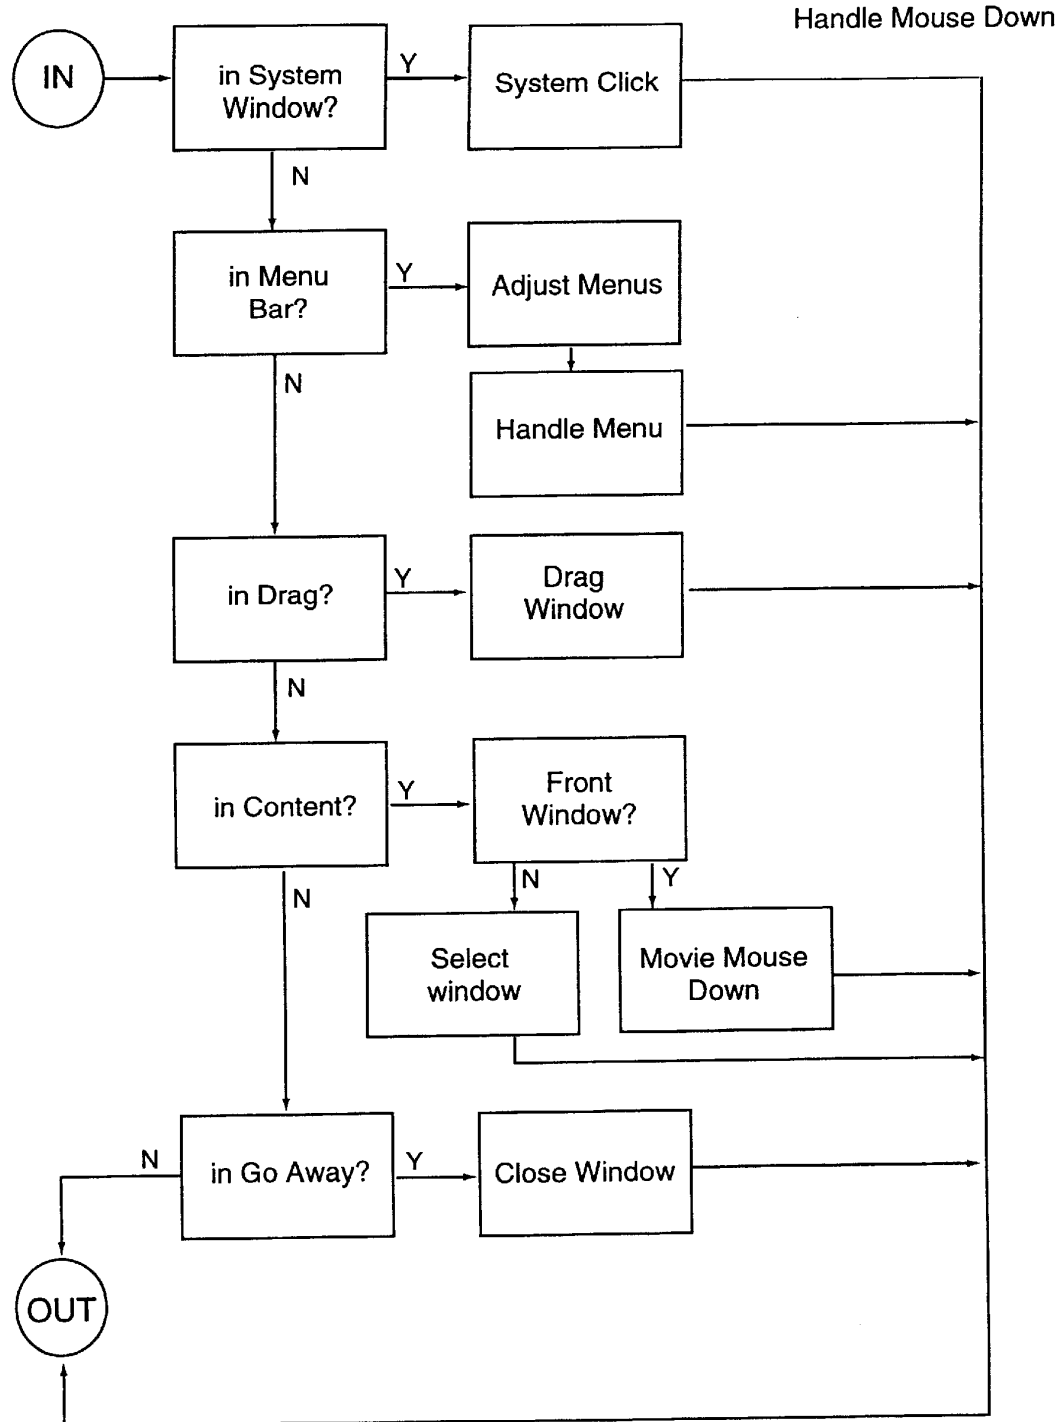 Handle Mouse Down
IN
in System
Window?
Y
System Click
N
in Menu
Bar?
Y
Adjust Menus
N
Handle Menu
in Drag?
Y
Drag
Window
N
in Content?
Y
Front
Window?
N
N
Y
Select
window
Movie Mouse
Down
N
in Go Away?
Y
Close Window
OUT